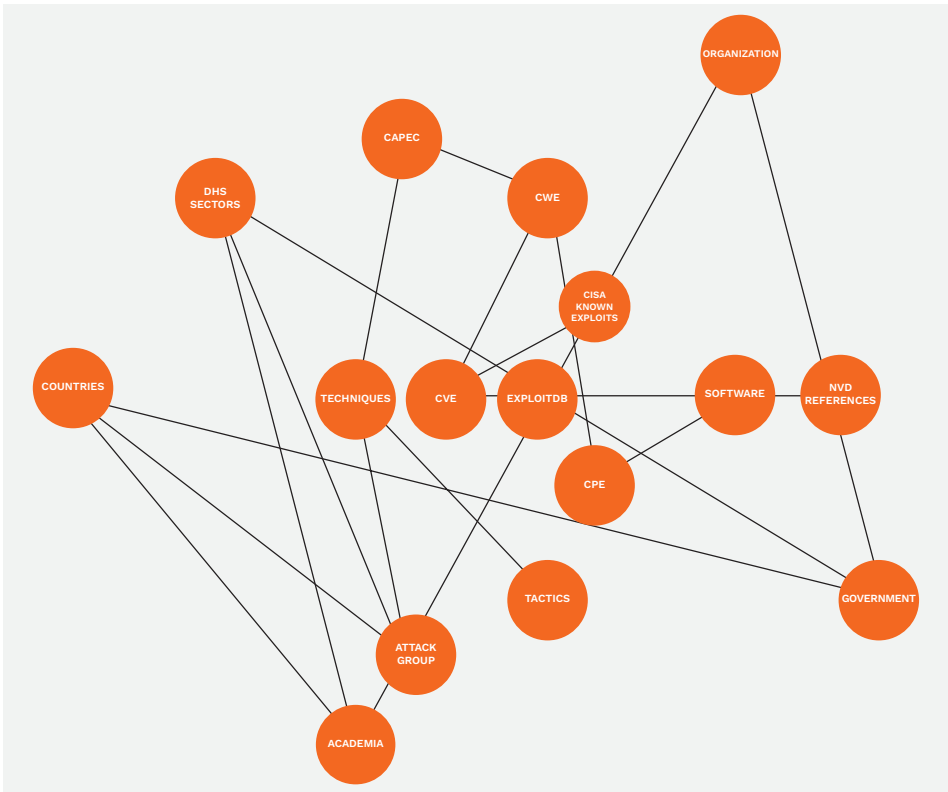 ORGANIZATION
CAPEC
DHS
SECTORS
CWE
CISA
KNOWN
EXPLOITS
COUNTRIES
TECHNIQUES
CVE
EXPLOITDB
SOFTWARE
NVD
REFERENCES
CPE
TACTICS
GOVERNMENT
ATTACK
GROUP
ACADEMIA